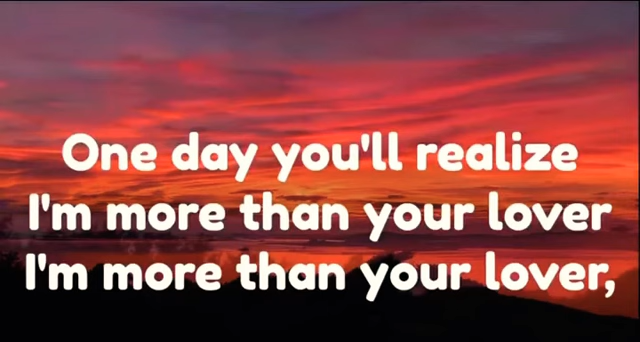 One day you'll realize
I'm more than your lover
I'm more than your lover,